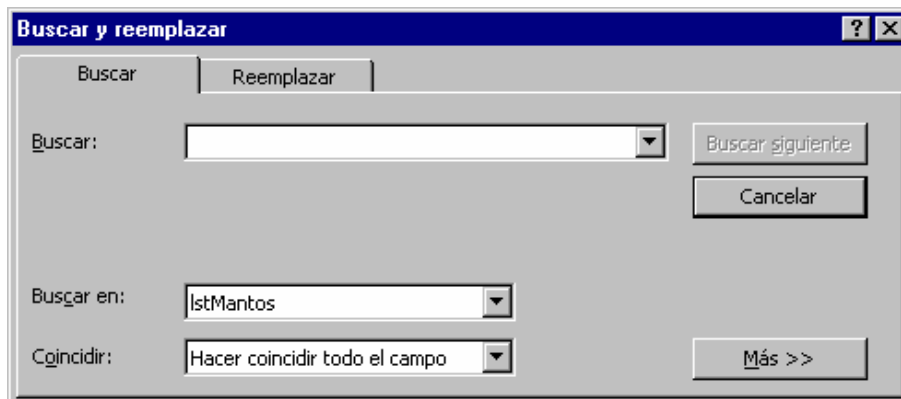 Buscar y reemplazar
Buscar
Reemplazar
Buscar:
Buscar siguiente
Cancelar
Buscar en:
lstMantos
Coincidir:
Hacer coincidir todo el campo
Más >>